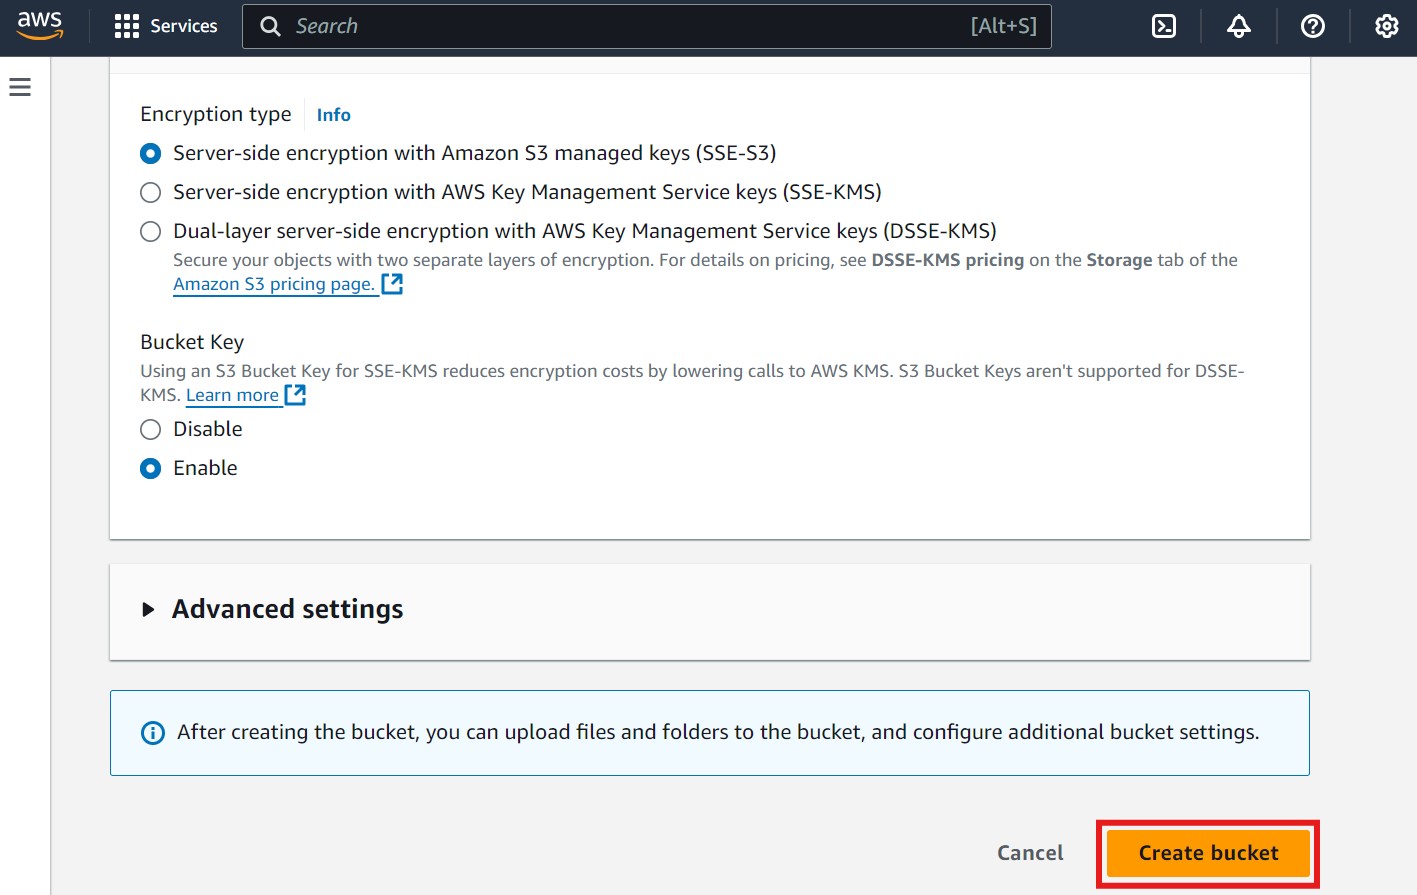 aws Services Search [Alt+S]
Encryption type Info
Server-side encryption with Amazon S3 managed keys (SSE-S3)
Server-side encryption with AWS Key Management Service keys (SSE-KMS)
Dual-layer server-side encryption with AWS Key Management Service keys (DSSE-KMS)
Secure your objects with two separate layers of encryption. For details on pricing, see DSSE-KMS pricing on the Storage tab of the
Amazon S3 pricing page.
Bucket Key
Using an S3 Bucket Key for SSE-KMS reduces encryption costs by lowering calls to AWS KMS. S3 Bucket Keys aren't supported for DSSE-
KMS. Learn more
Disable
Enable
Advanced settings
After creating the bucket, you can upload files and folders to the bucket, and configure additional bucket settings.
Cancel Create bucket